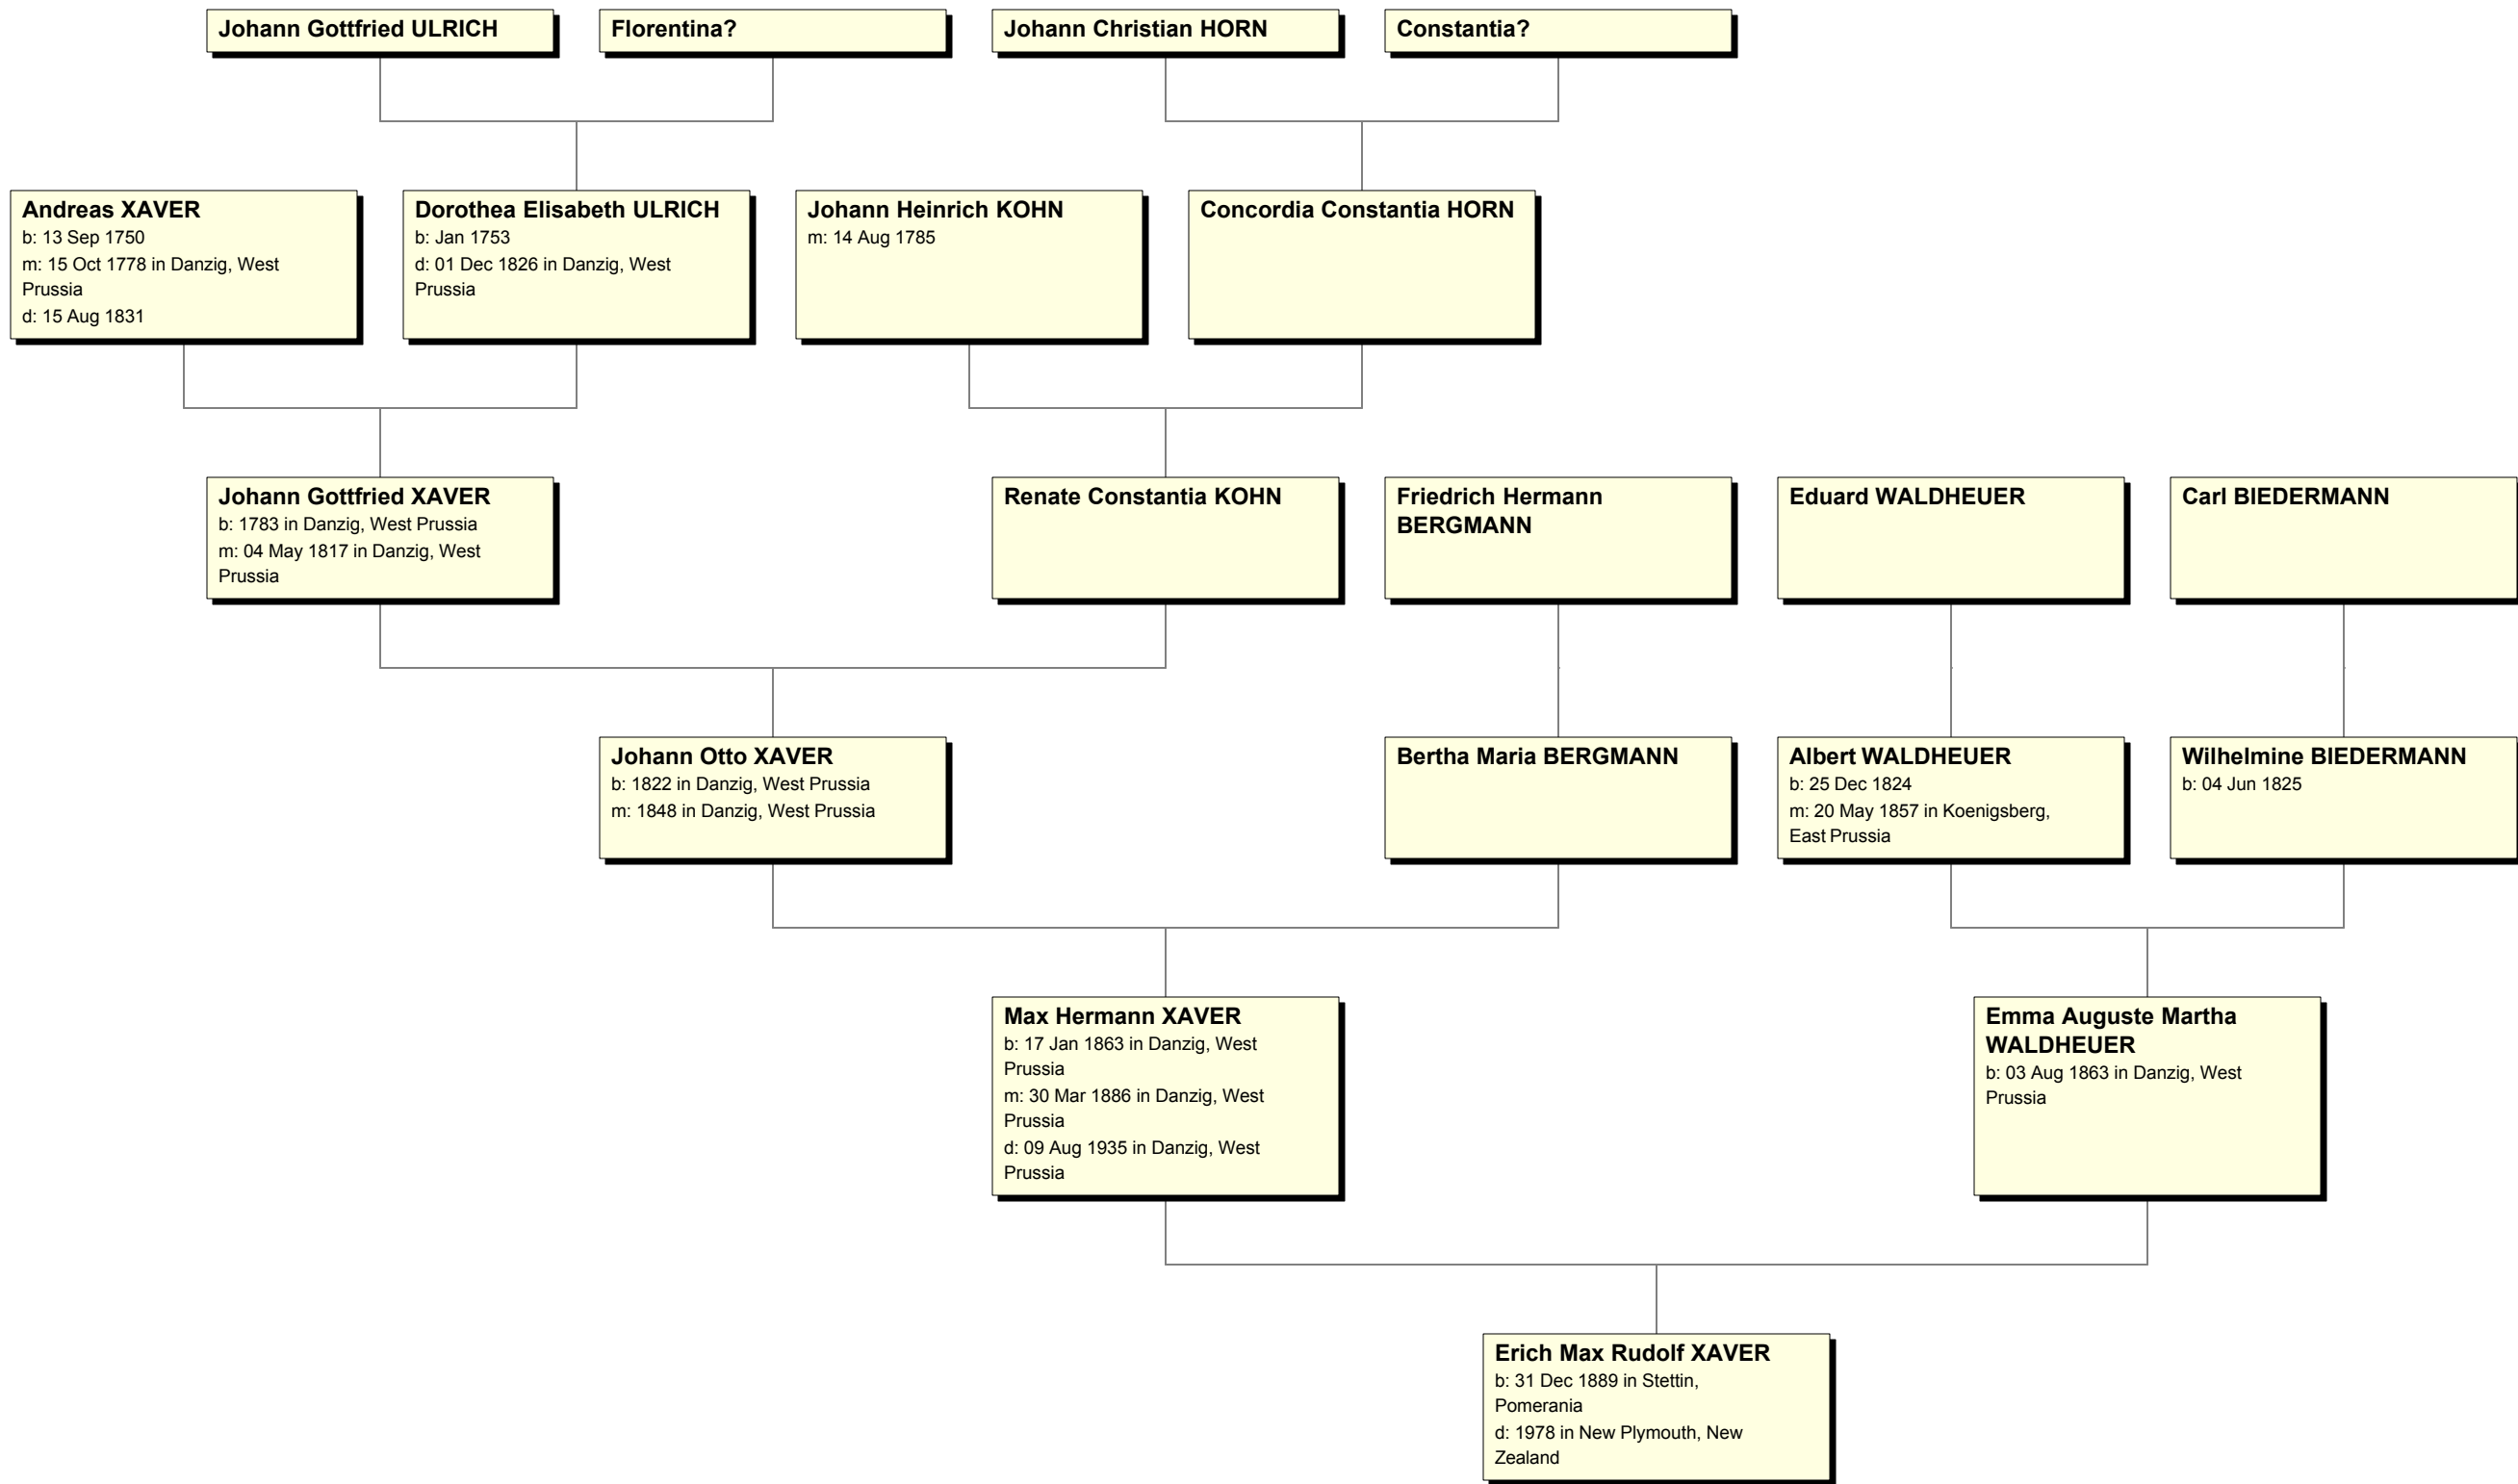 Johann Gottfried ULRICH
Florentina?
Johann Christian HORN
Constantia?
Andreas XAVER
b: 13 Sep 1750
m: 15 Oct 1778 in Danzig, West
Prussia
d: 15 Aug 1831
Dorothea Elisabeth ULRICH
b: Jan 1753
d: 01 Dec 1826 in Danzig, West
Prussia
Johann Heinrich KOHN
m: 14 Aug 1785
Concordia Constantia HORN
Johann Gottfried XAVER
b: 1783 in Danzig, West Prussia
m: 04 May 1817 in Danzig, West
Prussia
Renate Constantia KOHN
Friedrich Hermann
BERGMANN
Eduard WALDHEUER
Carl BIEDERMANN
Johann Otto XAVER
b: 1822 in Danzig, West Prussia
m: 1848 in Danzig, West Prussia
Bertha Maria BERGMANN
Albert WALDHEUER
b: 25 Dec 1824
m: 20 May 1857 in Koenigsberg,
East Prussia
Wilhelmine BIEDERMANN
b: 04 Jun 1825
Max Hermann XAVER
b: 17 Jan 1863 in Danzig, West
Prussia
m: 30 Mar 1886 in Danzig, West
Prussia
d: 09 Aug 1935 in Danzig, West
Prussia
Emma Auguste Martha
WALDHEUER
b: 03 Aug 1863 in Danzig, West
Prussia
Erich Max Rudolf XAVER
b: 31 Dec 1889 in Stettin,
Pomerania
d: 1978 in New Plymouth, New
Zealand